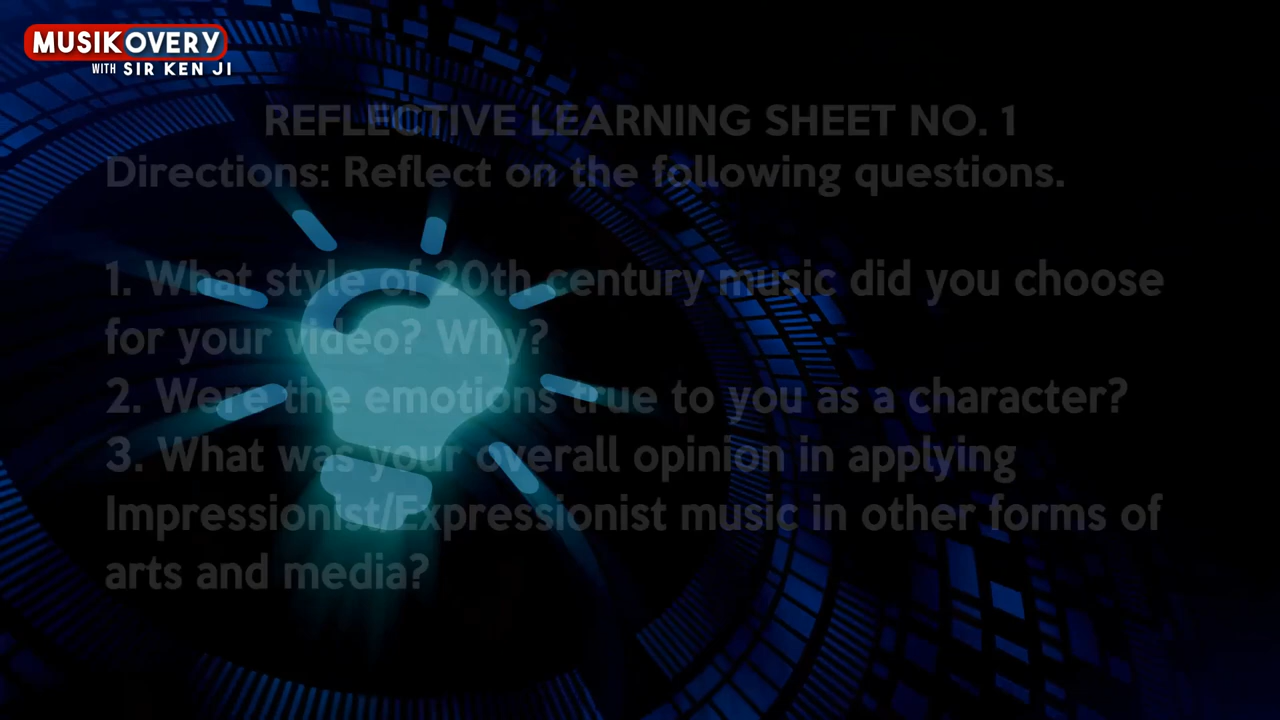 MUSIKOVERY
WITH SIR KEN JI
REFLECTIVE LEARNING SHEET NO. 1
Directions: Reflect on the following questions.
1. What style of 20th century music did you choose
for your video? Why?
2. Were the emotions true to you as a character?
3. What was your overall opinion in applying
Impressionist/Expressionist music in other forms of
arts and media?